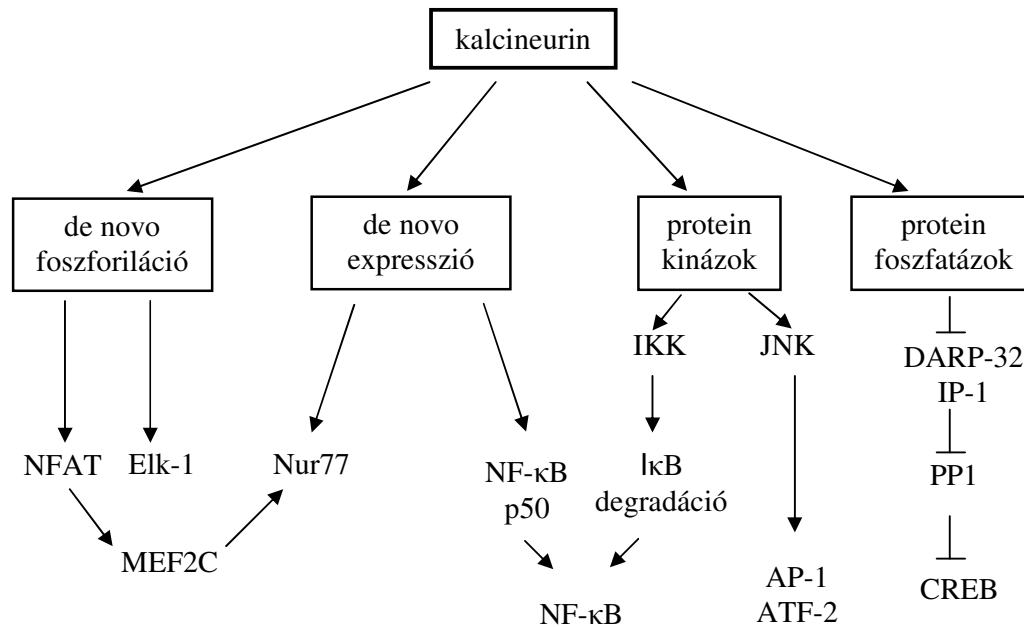 kalcineurin
de novo
foszforiláció
de novo
expresszió
protein
kinázok
protein
foszfatázok
IKK
JNK
DARP-32
IP-1
NFAT
Elk-1
Nur77
NF-κB
p50
IκB
degradáció
PP1
MEF2C
NF-κB
AP-1
ATF-2
CREB